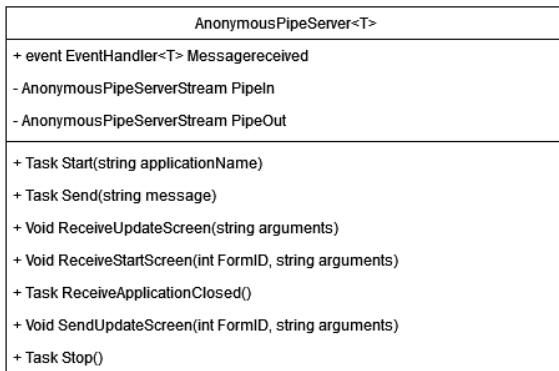 AnonymousPipeServer<T>
+ event EventHandler<T> Messagereceived
- AnonymousPipeServerStream PipeIn
- AnonymousPipeServerStream PipeOut
+ Task Start(string applicationName)
+ Task Send(string message)
+ Void ReceiveUpdateScreen(string arguments)
+ Void ReceiveStartScreen(int FormID, string arguments)
+ Task ReceiveApplicationClosed()
+ Void SendUpdateScreen(int FormID, string arguments)
+ Task Stop()